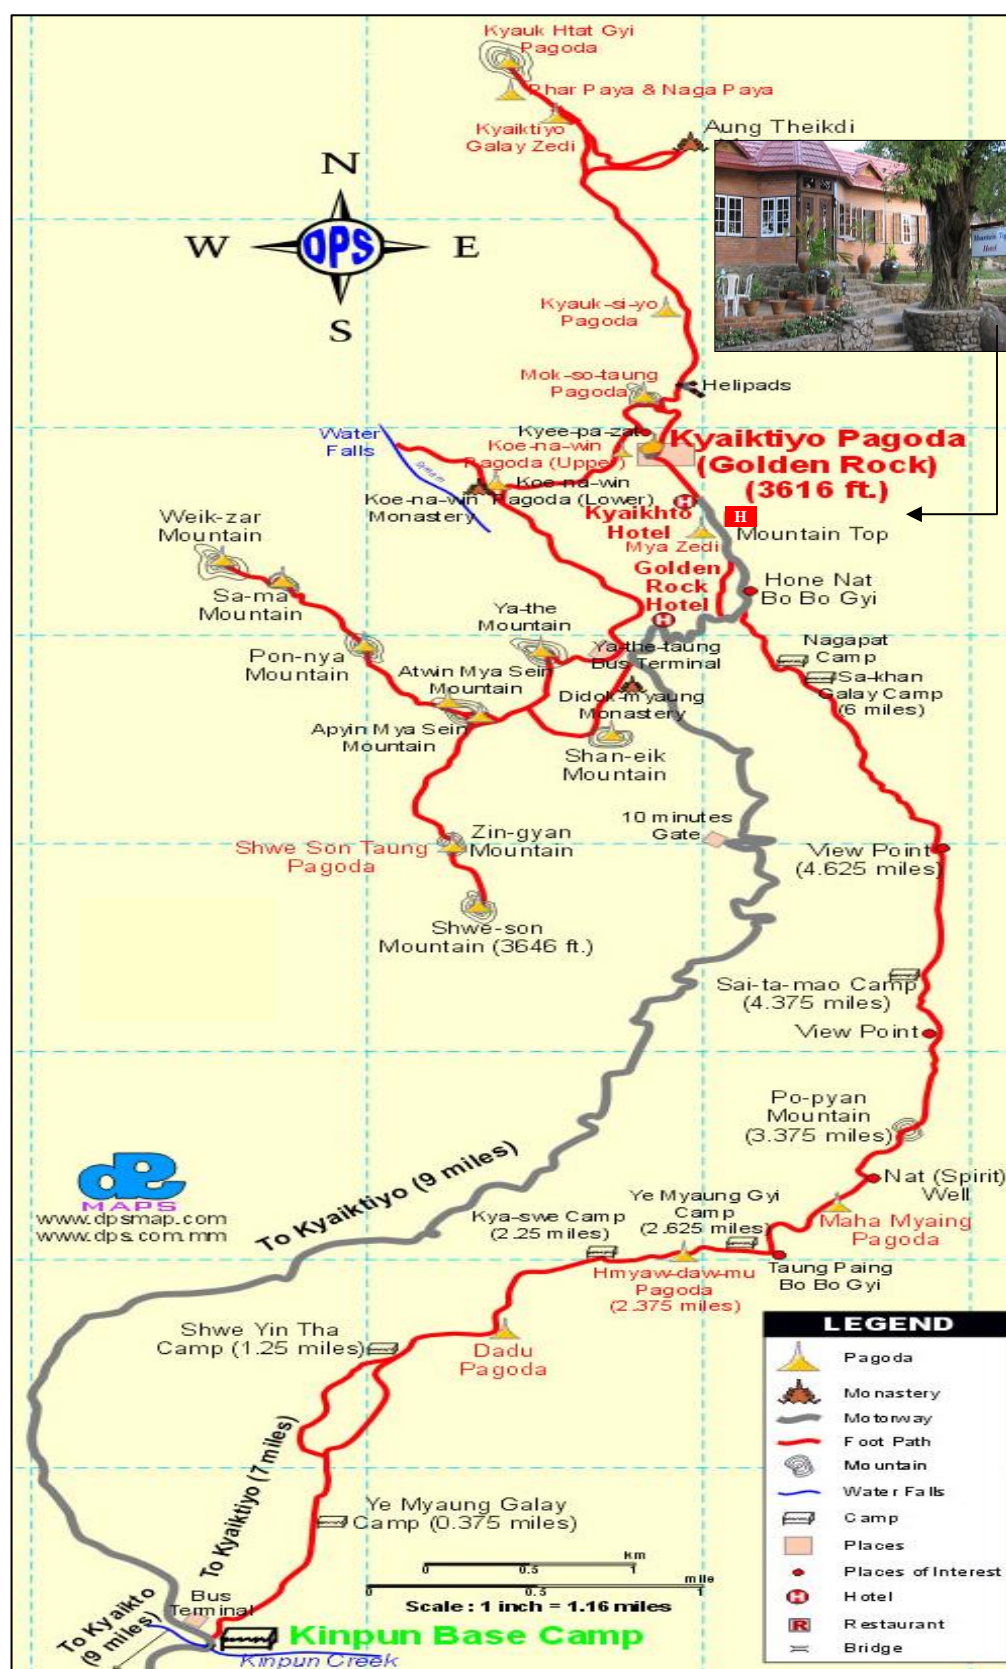 Kyauk Htat Gyi
Pagoda
Phar Paya & Naga Paya
Kyaiktiyo
Galay Zedi
Aung Theikdi
N
W
DPS
E
S
Mountain Top
Hotel
Kyauk-si-yo
Pagoda
Mok-so-taung
Pagoda
Helipads
Water
Falls
Kyee-pa-zat
Koe-na-win
Pagoda (Upper)
Kyaiktiyo Pagoda
(Golden Rock)
(3616 ft.)
Koe-na-win
Pagoda (Lower)
Koe-na-win
Monastery
H
Kyaikhto
Hotel
H
Mountain Top
Mya Zedi
Weik-zar
Mountain
Sa-ma
Mountain
Golden
Rock
Hotel
H
Hone Nat
Bo Bo Gyi
Ya-the
Mountain
Pon-nya
Mountain
Ya-the-taung
Bus Terminal
Nagapat
Camp
Sa-khan
Galay Camp
(6 miles)
Atwin Mya Sein
Mountain
Didok-myaung
Monastery
Apyin Mya Sein
Mountain
Shan-eik
Mountain
10 minutes
Gate
Zin-gyan
Mountain
Shwe Son Taung
Pagoda
View Point
(4.625 miles)
Shwe-son
Mountain (3646 ft.)
Sai-ta-mao Camp
(4.375 miles)
View Point
Po-pyan
Mountain
(3.375 miles)
To Kyaiktiyo (9 miles)
MAPS
www.dpsmap.com
www.dps.com.mm
Nat (Spirit)
Well
Ye Myaung Gyi
Camp
(2.625 miles)
Kya-swe Camp
(2.25 miles)
Maha Myaing
Pagoda
Taung Paing
Bo Bo Gyi
Hmyaw-daw-mu
Pagoda
(2.375 miles)
Shwe Yin Tha
Camp (1.25 miles)
Dadu
Pagoda
To Kyaiktiyo (7 miles)
Ye Myaung Galay
Camp (0.375 miles)
Bus
Terminal
To Kyaikto
(9 miles)
Kinpun Base Camp
Kinpun Creek
km
0 0.5 1
mile
0 0.5 1
Scale : 1 inch = 1.16 miles
LEGEND
Pagoda
Monastery
Motorway
Foot Path
Mountain
Water Falls
Camp
Places
Places of Interest
H Hotel
R Restaurant
Bridge